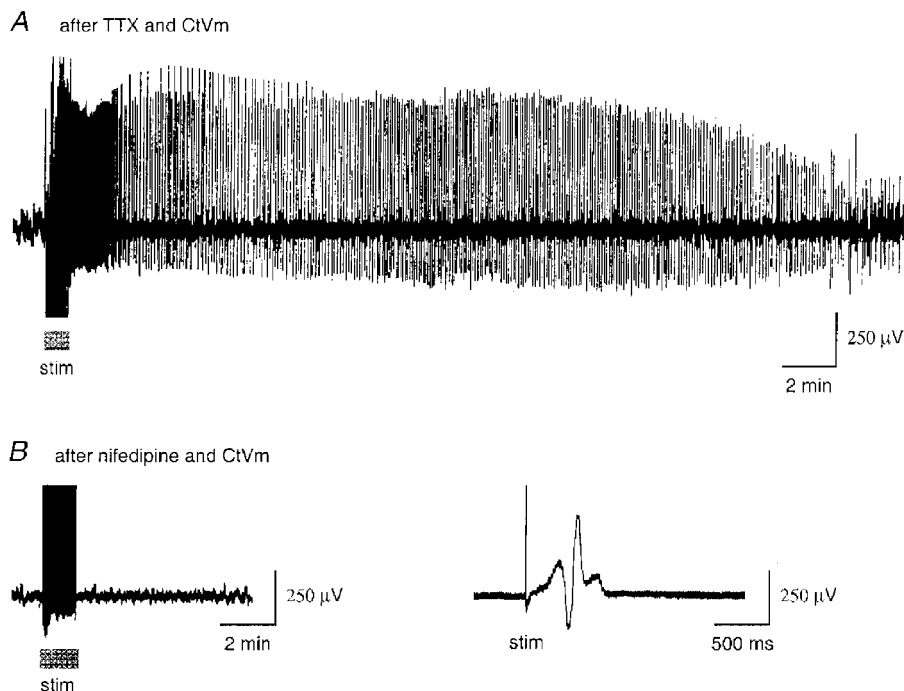 A after TTX and CtVm
250 μV
stim
2 min
B after nifedipine and CtVm
250 μV
2 min
stim
250 μV
stim
500 ms